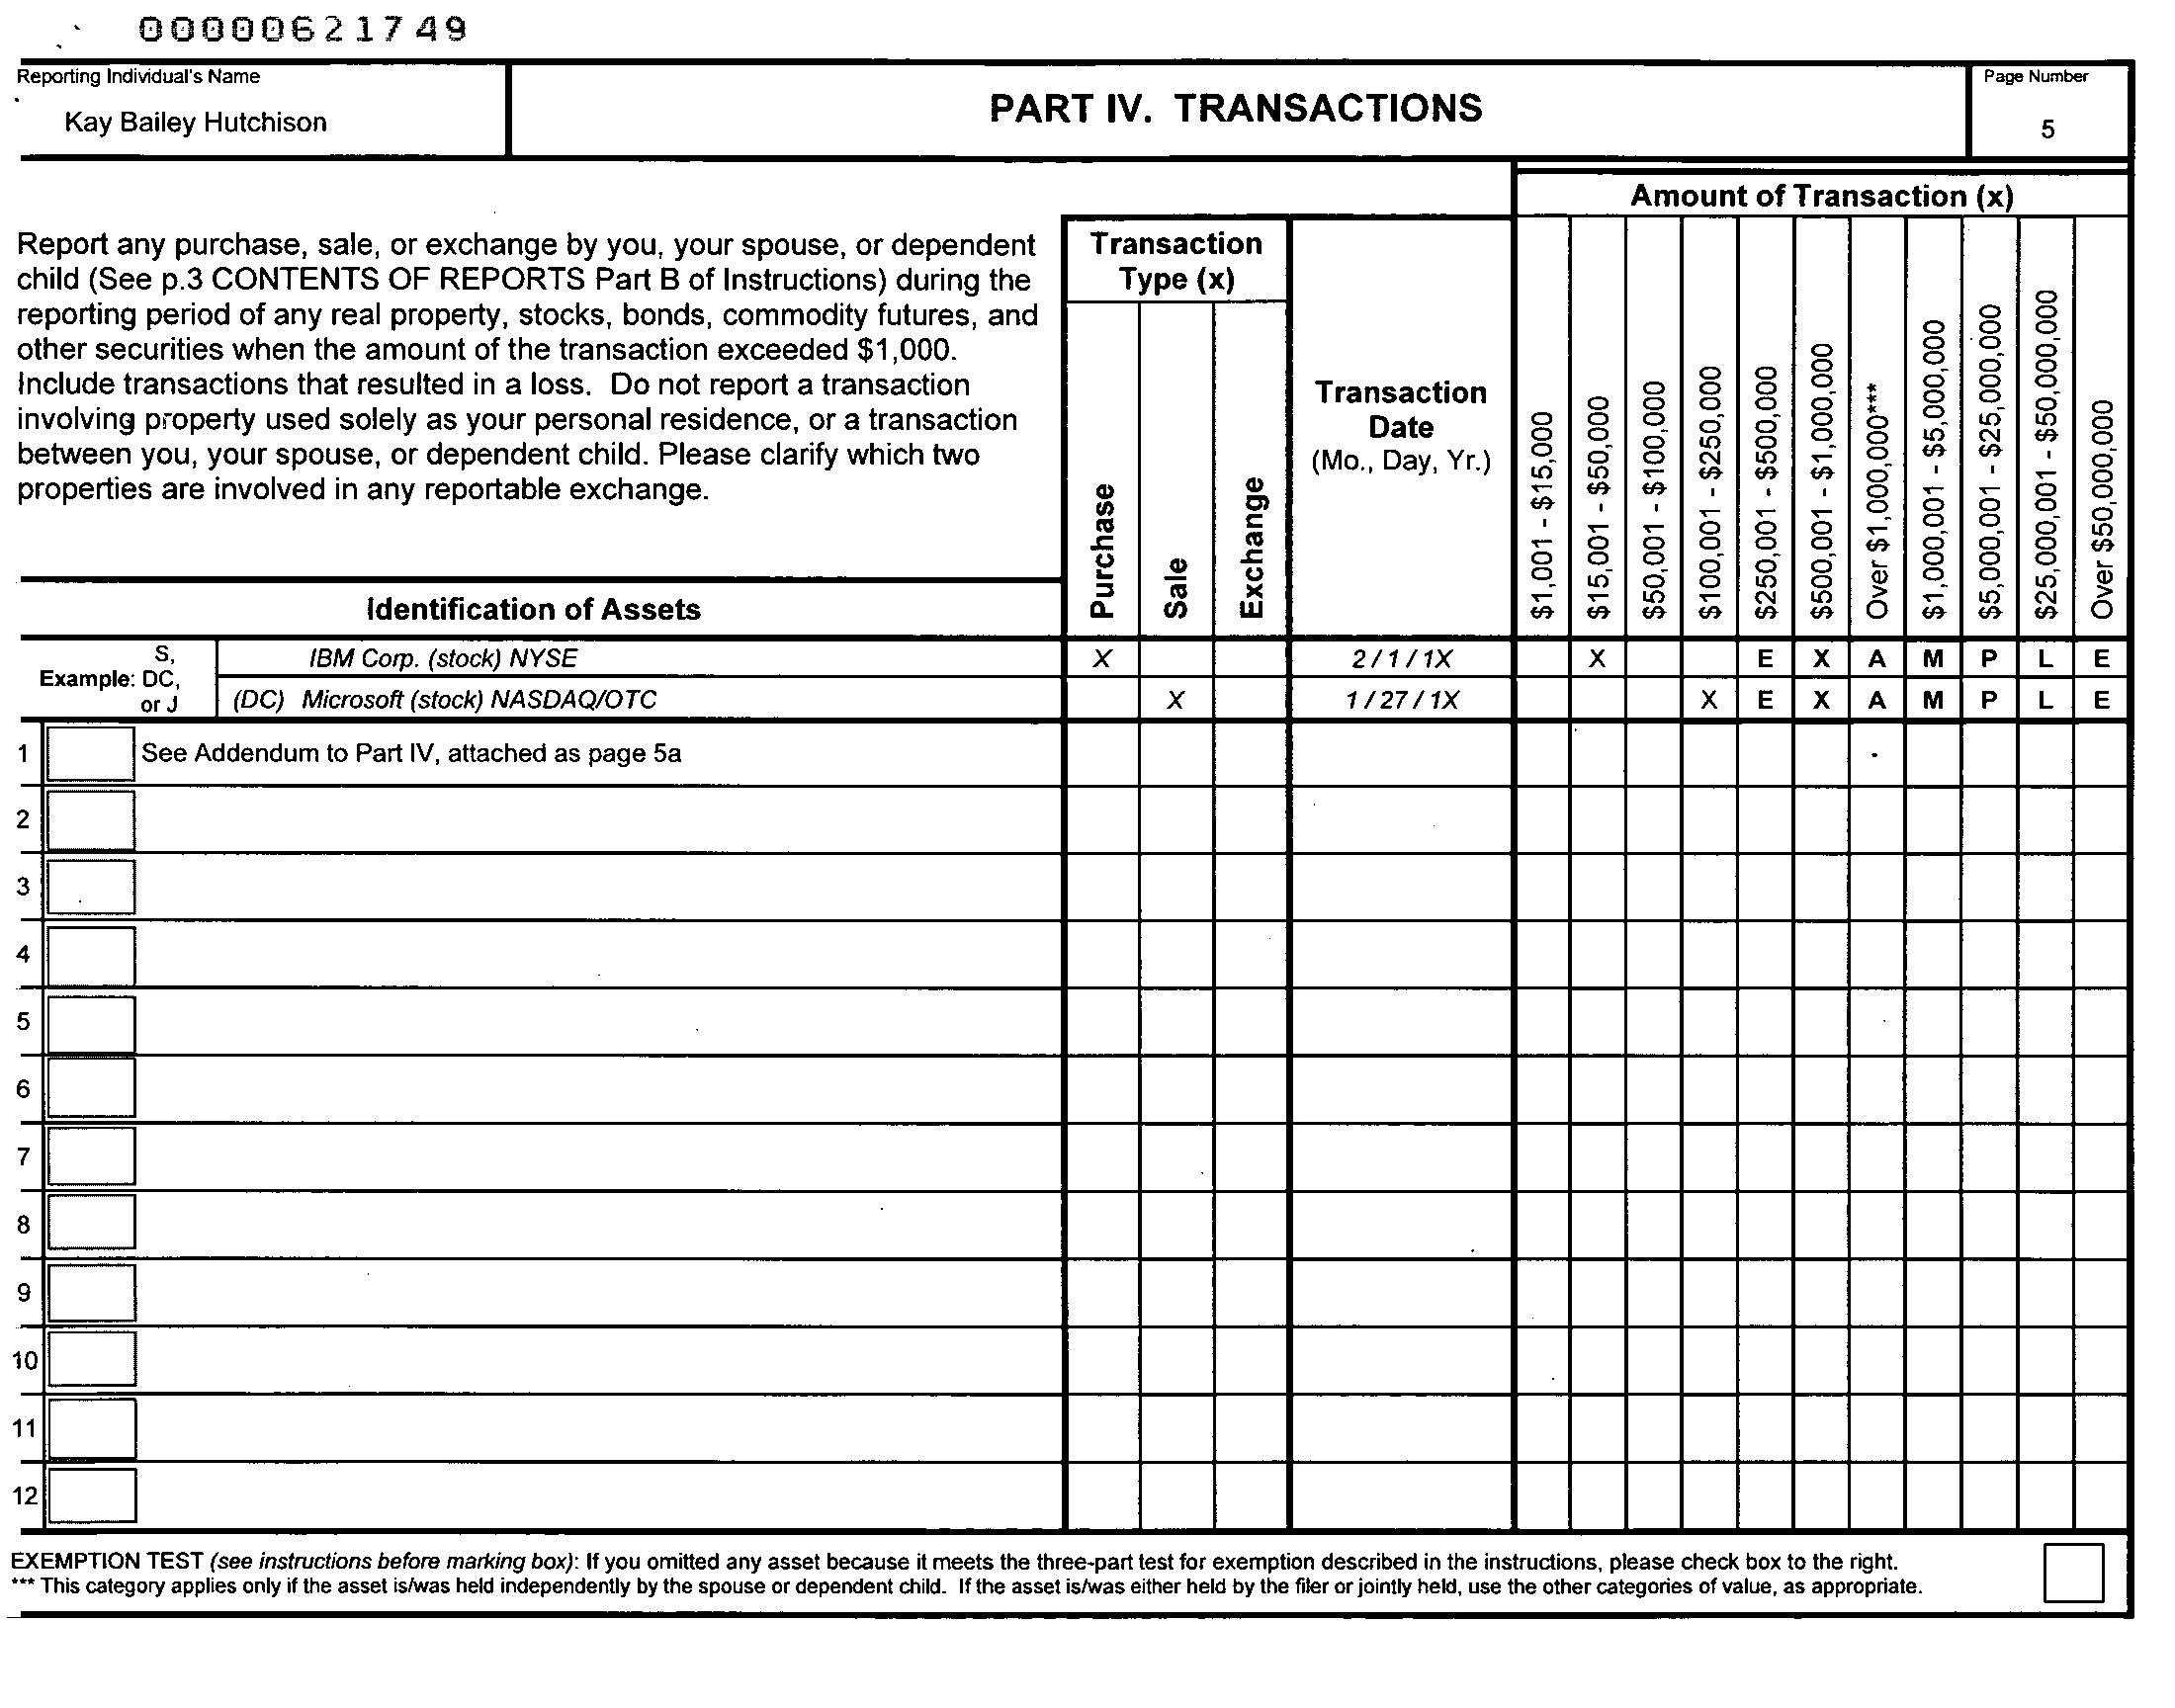 00000621749
Reporting Individual's Name
Kay Bailey Hutchison
PART IV. TRANSACTIONS
Page Number
5
Amount of Transaction (x)
Report any purchase, sale, or exchange by you, your spouse, or dependent
child (See p.3 CONTENTS OF REPORTS Part B of Instructions) during the
reporting period of any real property, stocks, bonds, commodity futures, and
other securities when the amount of the transaction exceeded $1,000.
Include transactions that resulted in a loss. Do not report a transaction
involving property used solely as your personal residence, or a transaction
between you, your spouse, or dependent child. Please clarify which two
properties are involved in any reportable exchange.
Transaction
Type (x)
Purchase
Sale
Exchange
Transaction
Date
(Mo., Day, Yr.)
$1,001 - $15,000
$15,001 - $50,000
$50,001 - $100,000
$100,001 - $250,000
$250,001 - $500,000
$500,001 - $1,000,000
Over $1,000,000***
$1,000,001 - $5,000,000
$5,000,001 - $25,000,000
$25,000,001 - $50,000,000
Over $50,000,000
Identification of Assets
Example: S, DC, or J
IBM Corp. (stock) NYSE X 2 / 1 / 1X X E X A M P L E
(DC) Microsoft (stock) NASDAQ/OTC X 1 / 27 / 1X X E X A M P L E
1 See Addendum to Part IV, attached as page 5a
2
3
4
5
6
7
8
9
10
11
12
EXEMPTION TEST (see instructions before marking box): If you omitted any asset because it meets the three-part test for exemption described in the instructions, please check box to the right.
*** This category applies only if the asset is/was held independently by the spouse or dependent child. If the asset is/was either held by the filer or jointly held, use the other categories of value, as appropriate.